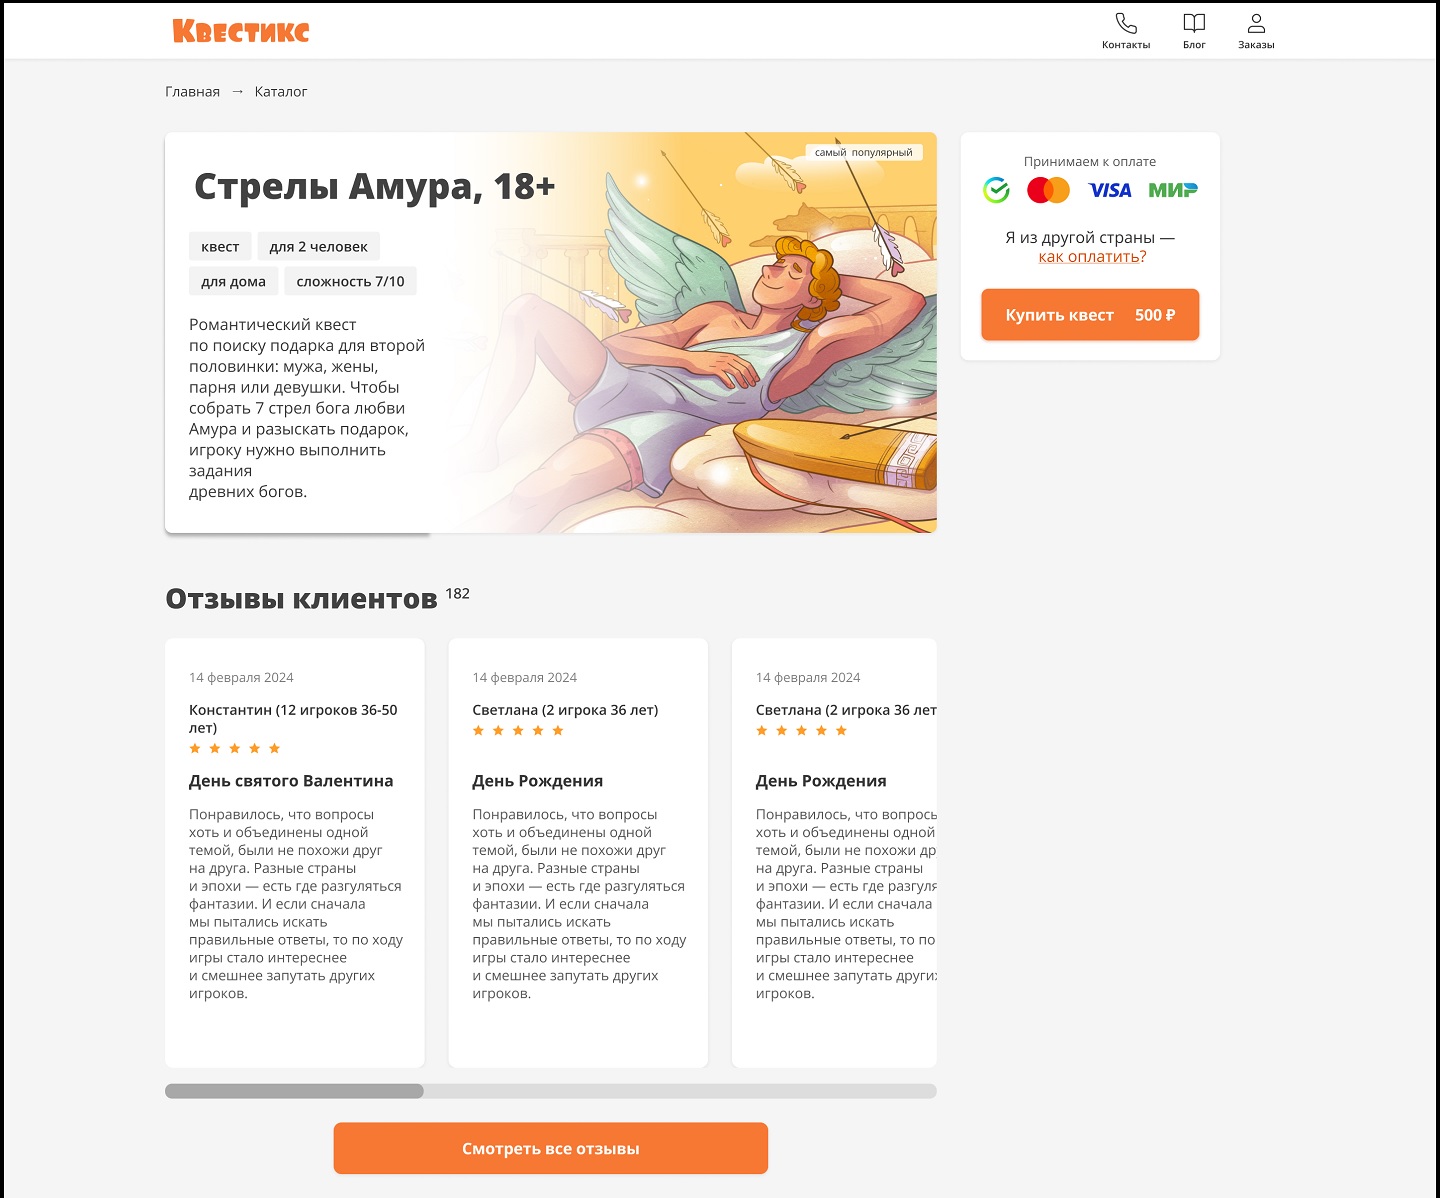 Квестикс
Контакты
Блог
Заказы
Главная → Каталог
самый популярный
Стрелы Амура, 18+
квест
для 2 человек
для дома
сложность 7/10
Романтический квест
по поиску подарка для второй
половинки: мужа, жены,
парня или девушки. Чтобы
собрать 7 стрел бога любви
Амура и разыскать подарок,
игроку нужно выполнить
задания
древних богов.
Принимаем к оплате
VISA
МИР
Я из другой страны —
как оплатить?
Купить квест 500 ₽
Отзывы клиентов 182
14 февраля 2024
Константин (12 игроков 36-50
лет)
День святого Валентина
Понравилось, что вопросы
хоть и объединены одной
темой, были не похожи друг
на друга. Разные страны
и эпохи — есть где разгуляться
фантазии. И если сначала
мы пытались искать
правильные ответы, то по ходу
игры стало интереснее
и смешнее запутать других
игроков.
14 февраля 2024
Светлана (2 игрока 36 лет)
День Рождения
Понравилось, что вопросы
хоть и объединены одной
темой, были не похожи друг
на друга. Разные страны
и эпохи — есть где разгуляться
фантазии. И если сначала
мы пытались искать
правильные ответы, то по ходу
игры стало интереснее
и смешнее запутать других
игроков.
14 февраля 2024
Светлана (2 игрока 36 лет
День Рождения
Понравилось, что вопросы
хоть и объединены одной
темой, были не похожи др
на друга. Разные страны
и эпохи — есть где разгуля
фантазии. И если сначала
мы пытались искать
правильные ответы, то по
игры стало интереснее
и смешнее запутать других
игроков.
Смотреть все отзывы